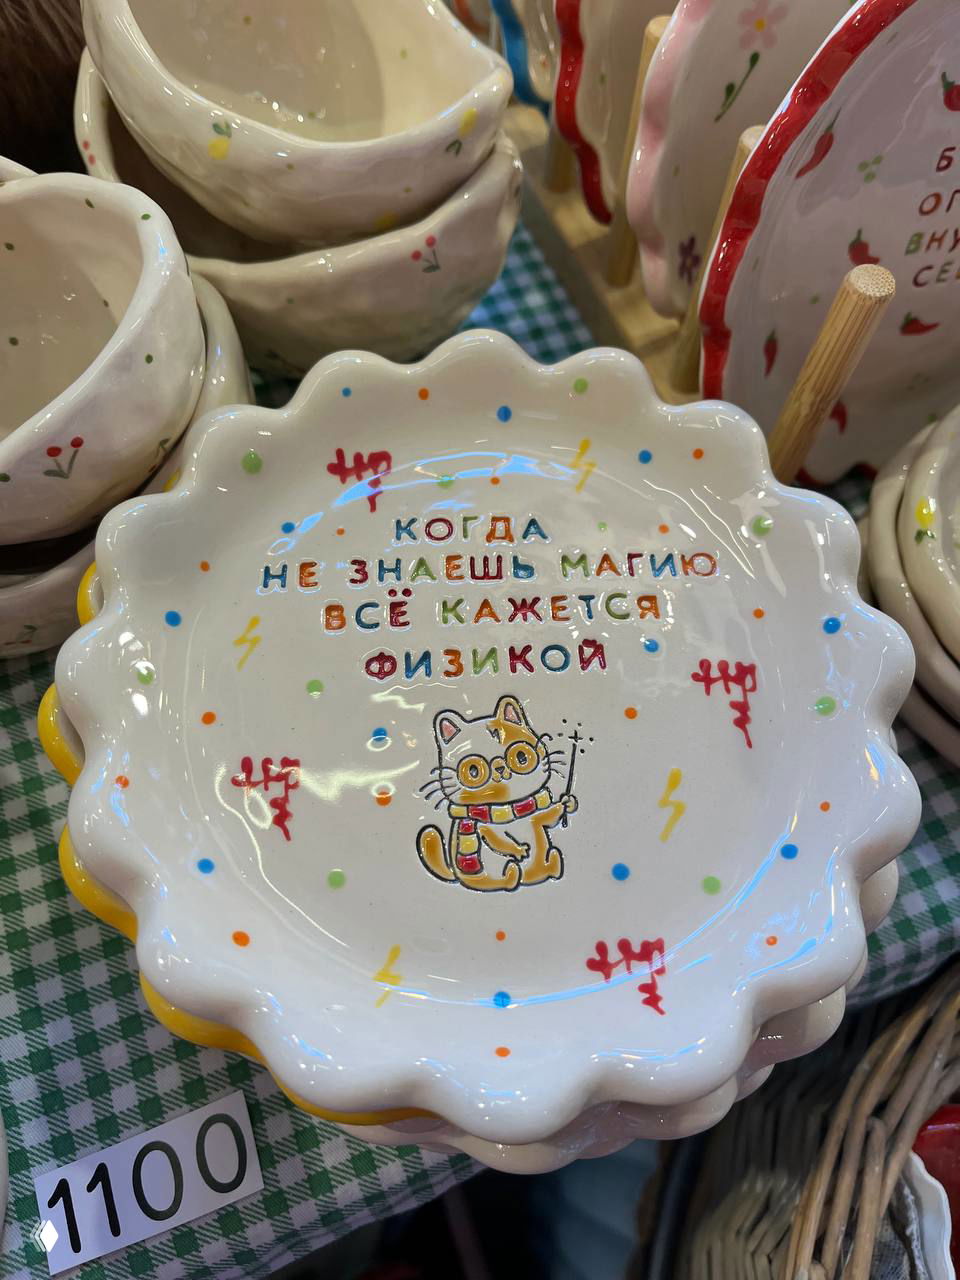 КОГДА
НЕ ЗНАЕШЬ МАГИЮ
ВСЁ КАЖЕТСЯ
ФИЗИКОЙ
1100